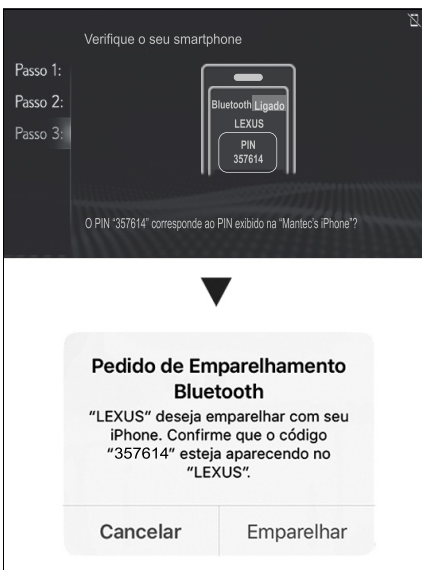 Verifique o seu smartphone
Passo 1:
Passo 2:
Passo 3:
Bluetooth Ligado
LEXUS
PIN
357614
O PIN “357614” corresponde ao PIN exibido na “Mantec's iPhone”?
Pedido de Emparelhamento
Bluetooth
“LEXUS” deseja emparelhar com seu
iPhone. Confirme que o código
“357614” esteja aparecendo no
“LEXUS”.
Cancelar Emparelhar